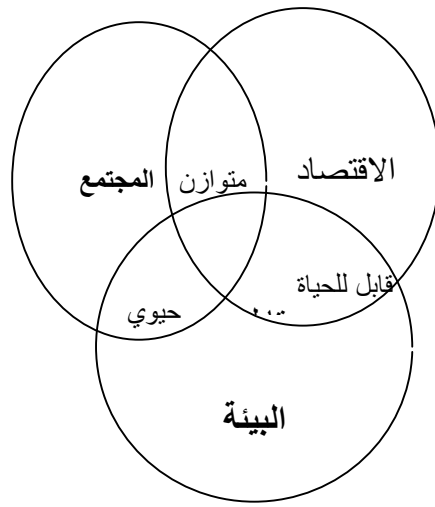 الاقتصاد
متوازن
المجتمع
قابل للحياة
حيوي
البيئة